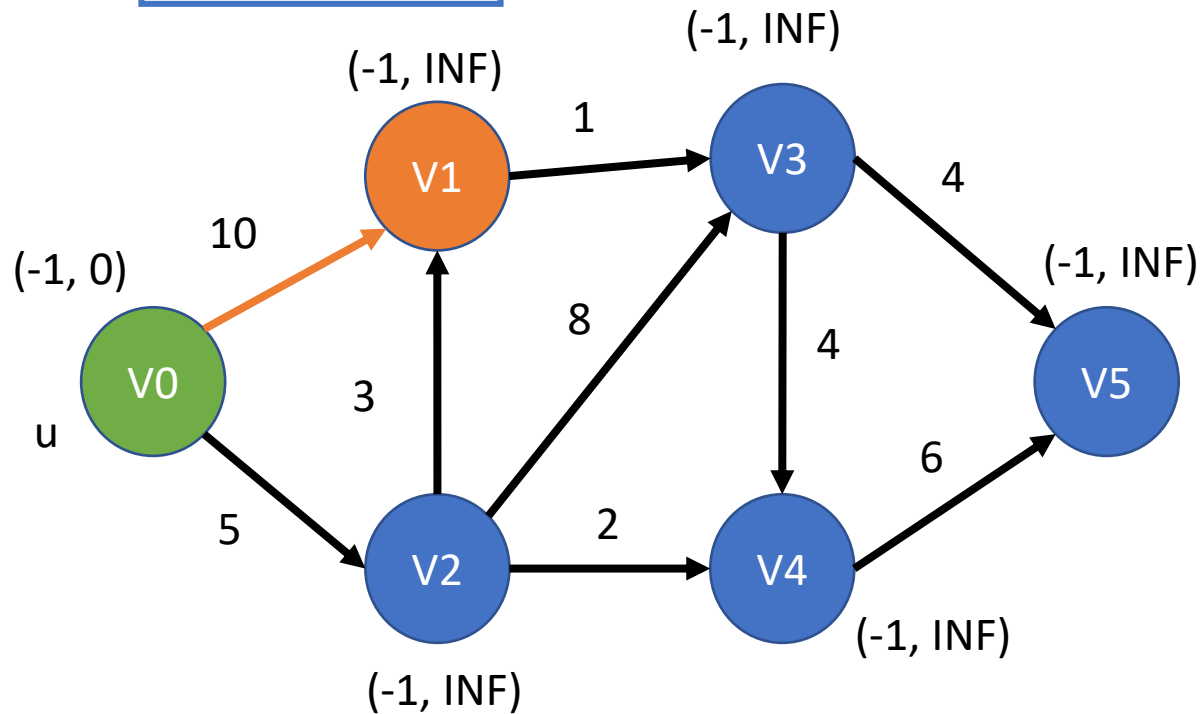 (-1, INF)
(-1, INF)
1
V3
V1
4
10
(-1, 0)
(-1, INF)
8
4
V0
3
V5
u
6
5
2
V2
V4
(-1, INF)
(-1, INF)